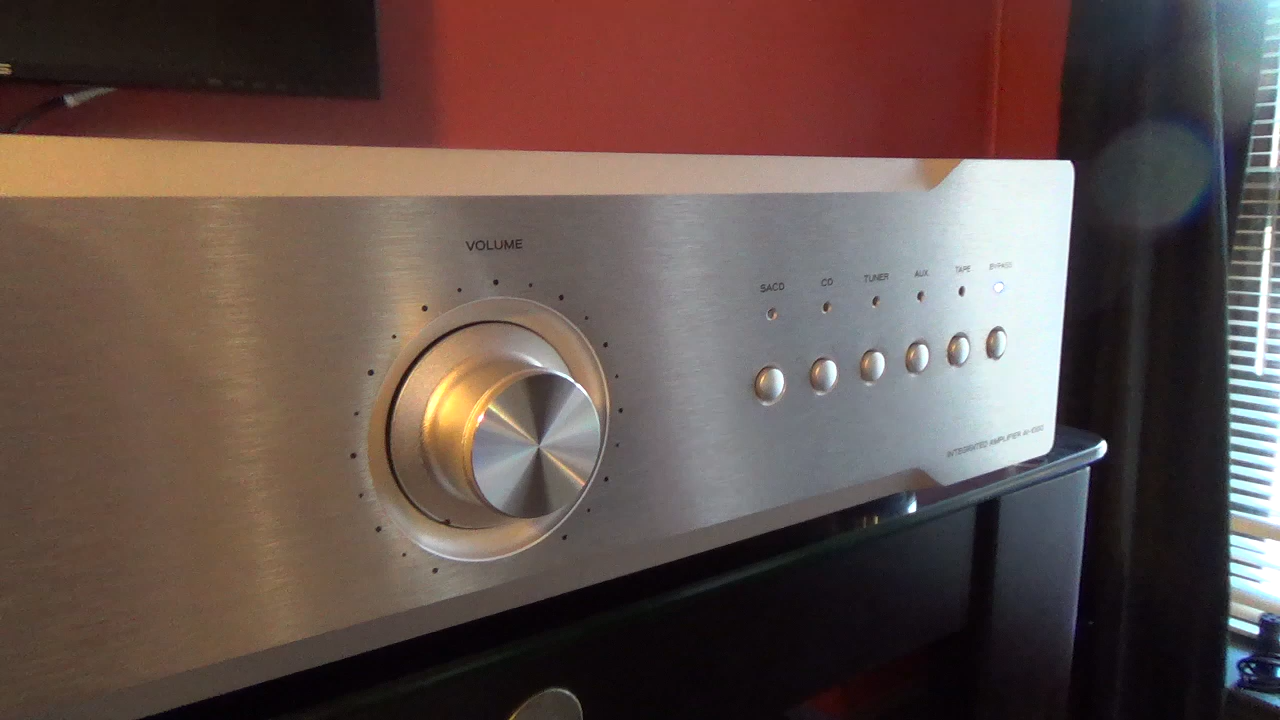 VOLUME
SACD
CD
TUNER
AUX
TAPE
BYPASS
INTEGRATED AMPLIFIER